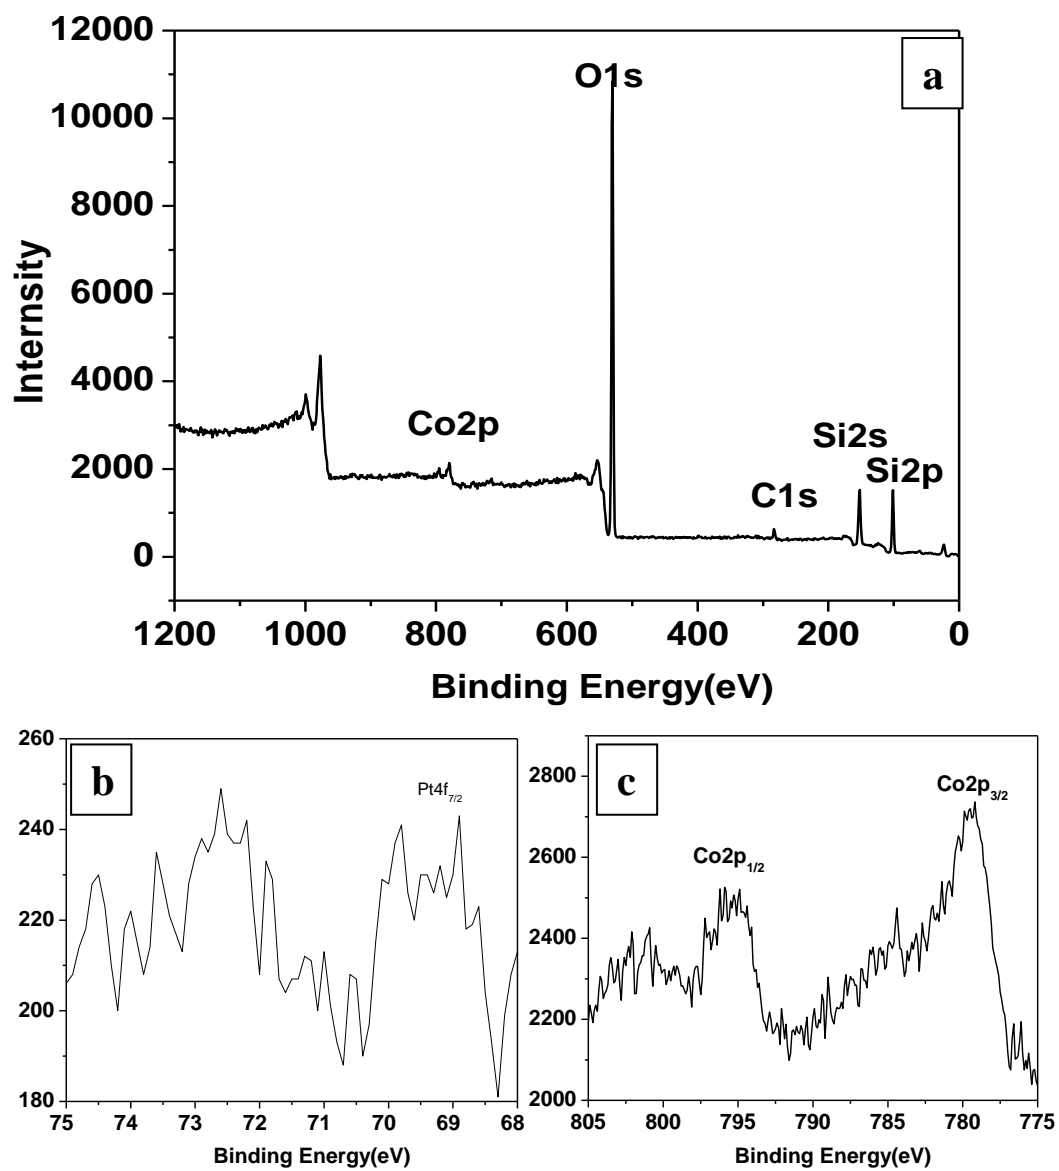 12000
10000
8000
6000
4000
2000
0
Internsity
O1s
a
Co2p
C1s
Si2s
Si2p
1200 1000 800 600 400 200 0
Binding Energy(eV)
260
240
220
200
180
b
Pt4f7/2
75 74 73 72 71 70 69 68
Binding Energy(eV)
2800
2600
2400
2200
2000
c
Co2p3/2
Co2p1/2
805 800 795 790 785 780 775
Binding Energy(eV)